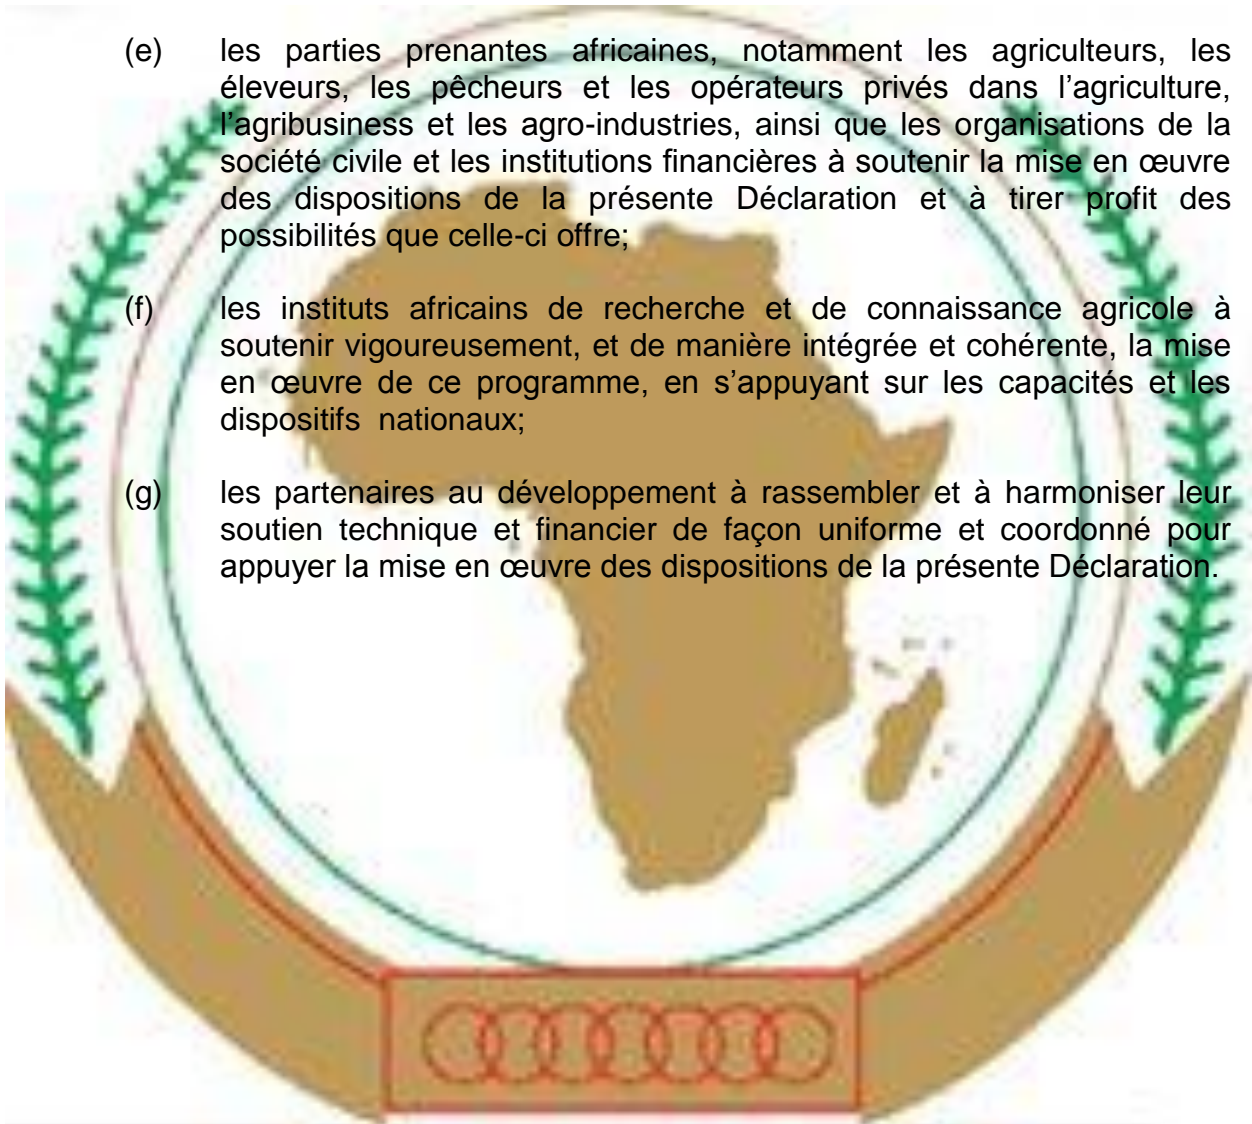 (e) les parties prenantes africaines, notamment les agriculteurs, les
éleveurs, les pêcheurs et les opérateurs privés dans l’agriculture,
l’agribusiness et les agro-industries, ainsi que les organisations de la
société civile et les institutions financières à soutenir la mise en œuvre
des dispositions de la présente Déclaration et à tirer profit des
possibilités que celle-ci offre;
(f) les instituts africains de recherche et de connaissance agricole à
soutenir vigoureusement, et de manière intégrée et cohérente, la mise
en œuvre de ce programme, en s’appuyant sur les capacités et les
dispositifs nationaux;
(g) les partenaires au développement à rassembler et à harmoniser leur
soutien technique et financier de façon uniforme et coordonné pour
appuyer la mise en œuvre des dispositions de la présente Déclaration.